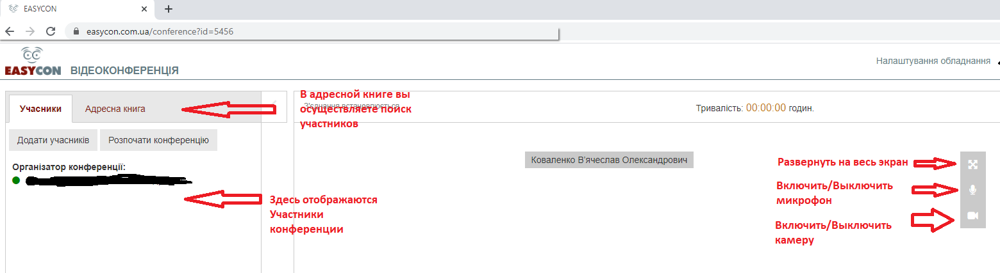 EASYCON
easycon.com.ua/conference?id=5456
EASYCON ВІДЕОКОНФЕРЕНЦІЯ
Налаштування обладнання
Учасники Адресна книга
В адресной книге вы
осуществляете поиск
участников
З'єднання встановлюється
Тривалість: 00:00:00 годин.
Додати учасників Розпочати конференцію
Організатор конференції:
Коваленко В'ячеслав Олександрович
Развернуть на весь экран
Включить/Выключить
микрофон
Включить/Выключить
камеру
Здесь отображаются
Участники
конференции